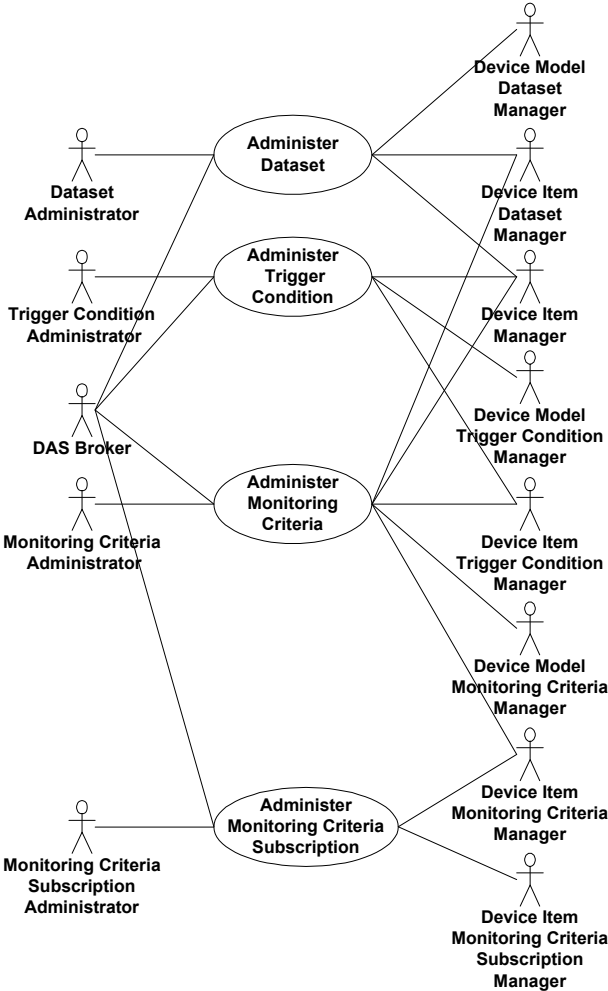 Device Model
Dataset
Manager
Administer
Dataset
Dataset
Administrator
Device Item
Dataset
Manager
Administer
Trigger
Condition
Trigger Condition
Administrator
Device Item
Manager
Device Model
Trigger Condition
Manager
DAS Broker
Administer
Monitoring
Criteria
Monitoring Criteria
Administrator
Device Item
Trigger Condition
Manager
Device Model
Monitoring Criteria
Manager
Administer
Monitoring Criteria
Subscription
Device Item
Monitoring Criteria
Manager
Monitoring Criteria
Subscription
Administrator
Device Item
Monitoring Criteria
Subscription
Manager